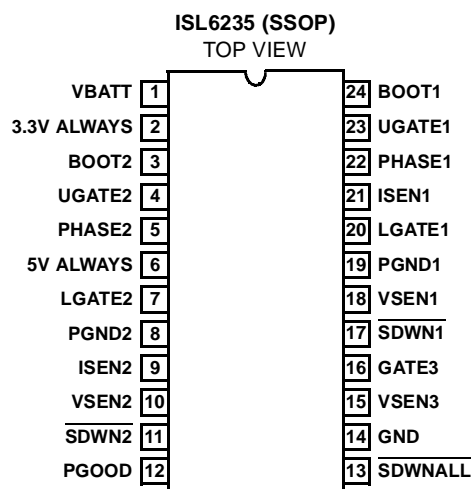 ISL6235 (SSOP)
TOP VIEW
VBATT 1 24 BOOT1
3.3V ALWAYS 2 23 UGATE1
BOOT2 3 22 PHASE1
UGATE2 4 21 ISEN1
PHASE2 5 20 LGATE1
5V ALWAYS 6 19 PGND1
LGATE2 7 18 VSEN1
PGND2 8 17 SDWN1
ISEN2 9 16 GATE3
VSEN2 10 15 VSEN3
SDWN2 11 14 GND
PGOOD 12 13 SDWNALL